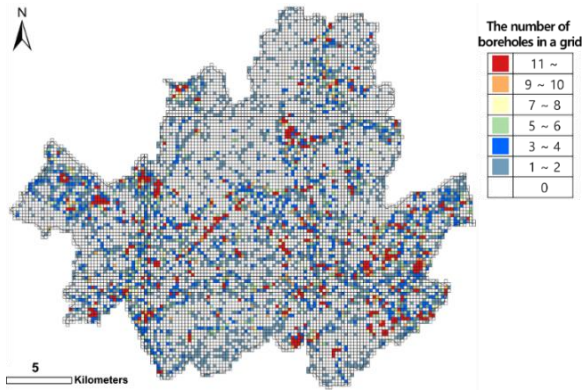 N
The number of
boreholes in a grid
11 ~
9 ~ 10
7 ~ 8
5 ~ 6
3 ~ 4
1 ~ 2
0
5
Kilometers